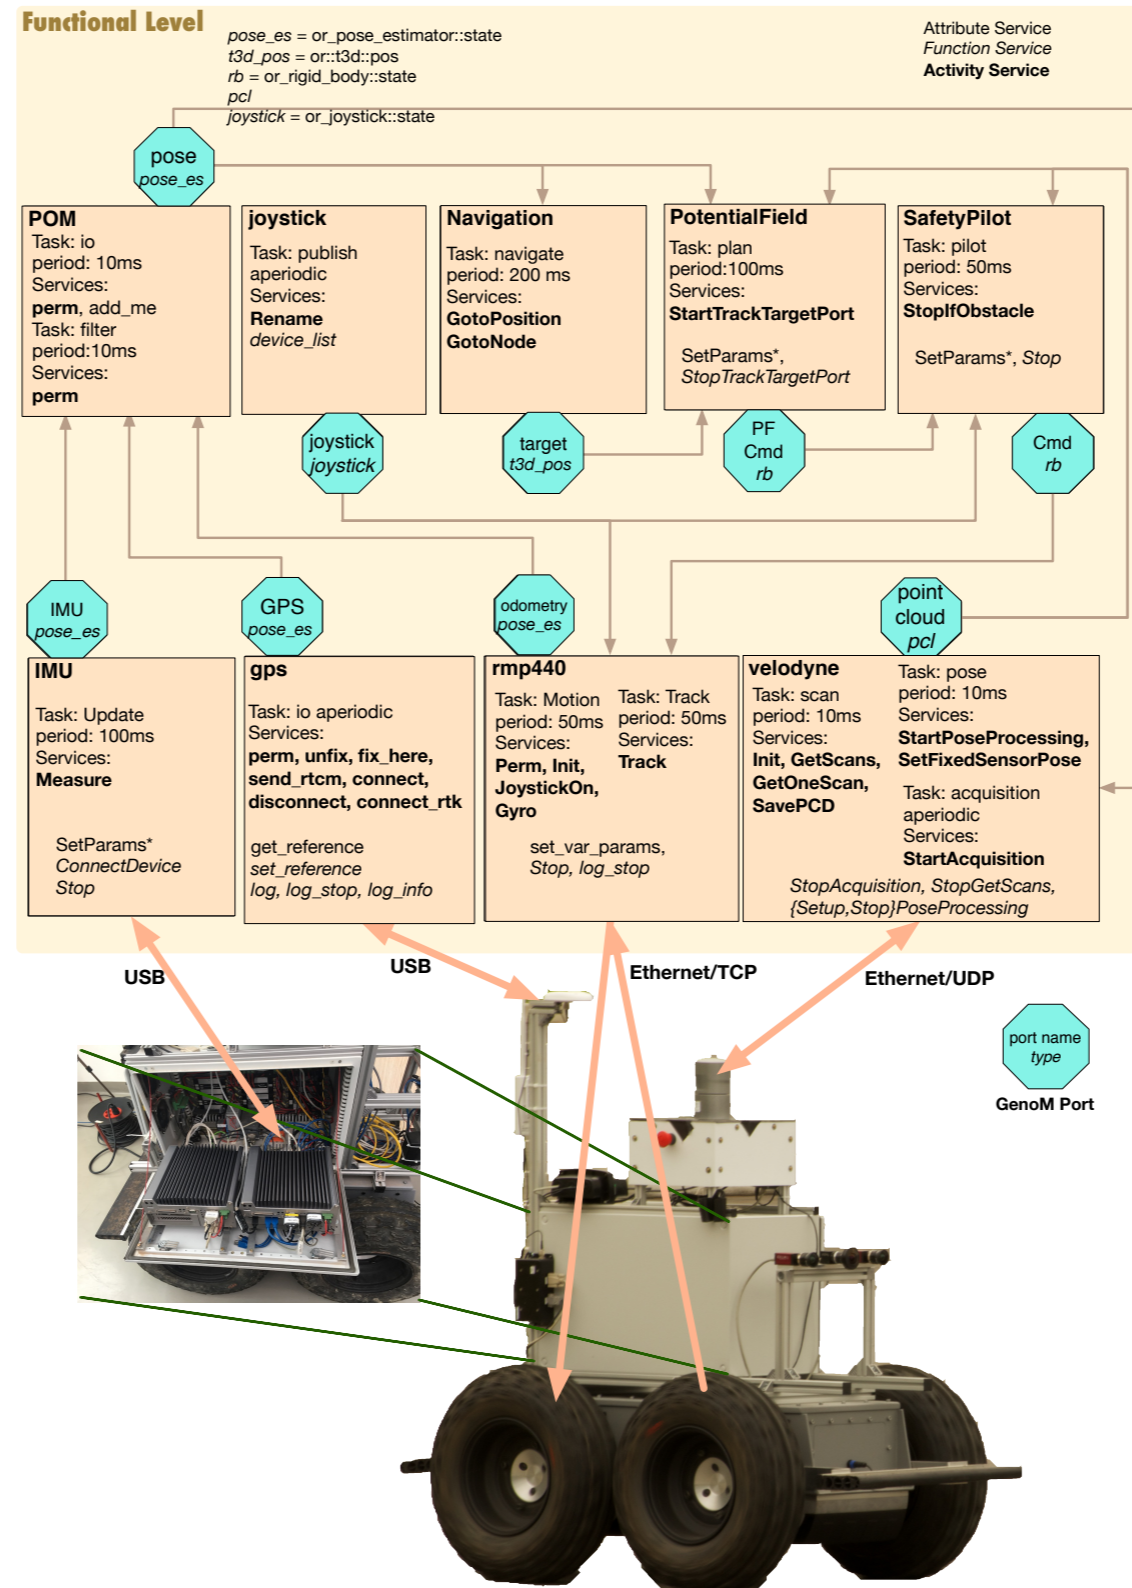 Functional Level
pose_es = or_pose_estimator::state
t3d_pos = or::t3d::pos
rb = or_rigid_body::state
pcl
joystick = or_joystick::state
Attribute Service
Function Service
Activity Service
pose
pose_es
POM
Task: io
period: 10ms
Services:
perm, add_me
Task: filter
period:10ms
Services:
perm
joystick
Task: publish
aperiodic
Services:
Rename
device_list
Navigation
Task: navigate
period: 200 ms
Services:
GotoPosition
GotoNode
PotentialField
Task: plan
period:100ms
Services:
StartTrackTargetPort
SetParams*,
StopTrackTargetPort
SafetyPilot
Task: pilot
period: 50ms
Services:
StopIfObstacle
SetParams*, Stop
joystick
joystick
target
t3d_pos
PF
Cmd
rb
Cmd
rb
IMU
pose_es
GPS
pose_es
odometry
pose_es
point
cloud
pcl
IMU
Task: Update
period: 100ms
Services:
Measure
SetParams*
ConnectDevice
Stop
gps
Task: io aperiodic
Services:
perm, unfix, fix_here,
send_rtcm, connect,
disconnect, connect_rtk
get_reference
set_reference
log, log_stop, log_info
rmp440
Task: Motion
period: 50ms
Services:
Perm, Init,
JoystickOn,
Gyro
Task: Track
period: 50ms
Services:
Track
set_var_params,
Stop, log_stop
velodyne
Task: scan
period: 10ms
Services:
Init, GetScans,
GetOneScan,
SavePCD
Task: pose
period: 10ms
Services:
StartPoseProcessing,
SetFixedSensorPose
Task: acquisition
aperiodic
Services:
StartAcquisition
StopAcquisition, StopGetScans,
{Setup,Stop}PoseProcessing
USB
USB
Ethernet/TCP
Ethernet/UDP
port name
type
GenoM Port